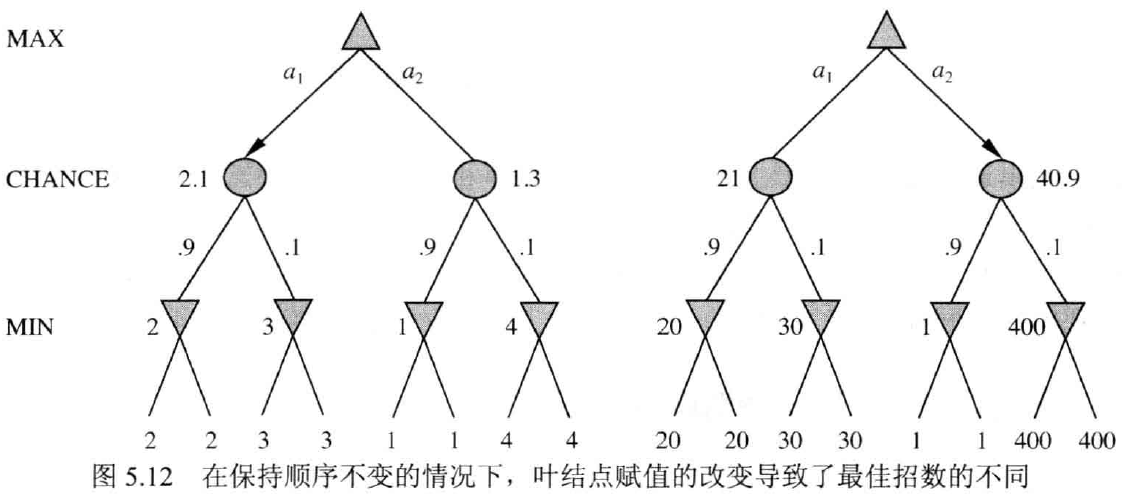 MAX
a1 a2 a1 a2
CHANCE 2.1 1.3 21 40.9
.9 .1 .9 .1 .9 .1 .9 .1
MIN 2 3 1 4 20 30 1 400
2 2 3 3 1 1 4 4 20 20 30 30 1 1 400 400
图 5.12 在保持顺序不变的情况下，叶结点赋值的改变导致了最佳招数的不同